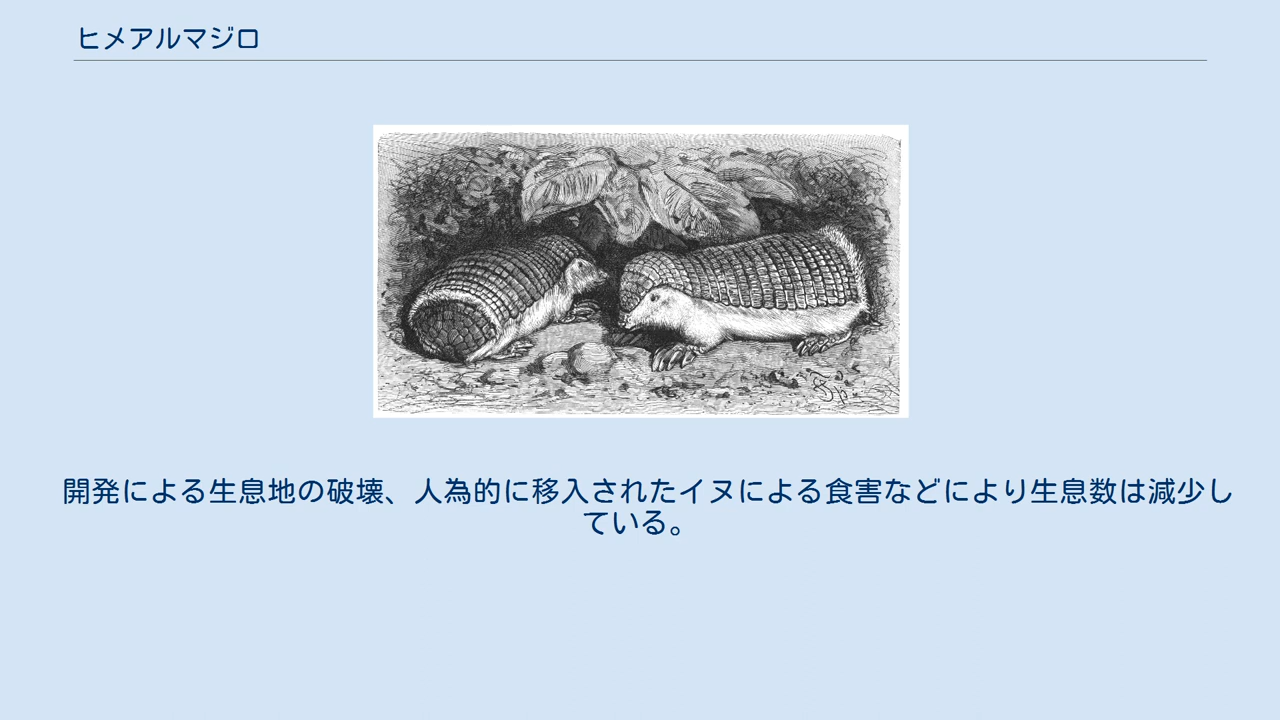 ヒメアルマジロ
開発による生息地の破壊、人為的に移入されたイヌによる食害などにより生息数は減少し
ている。